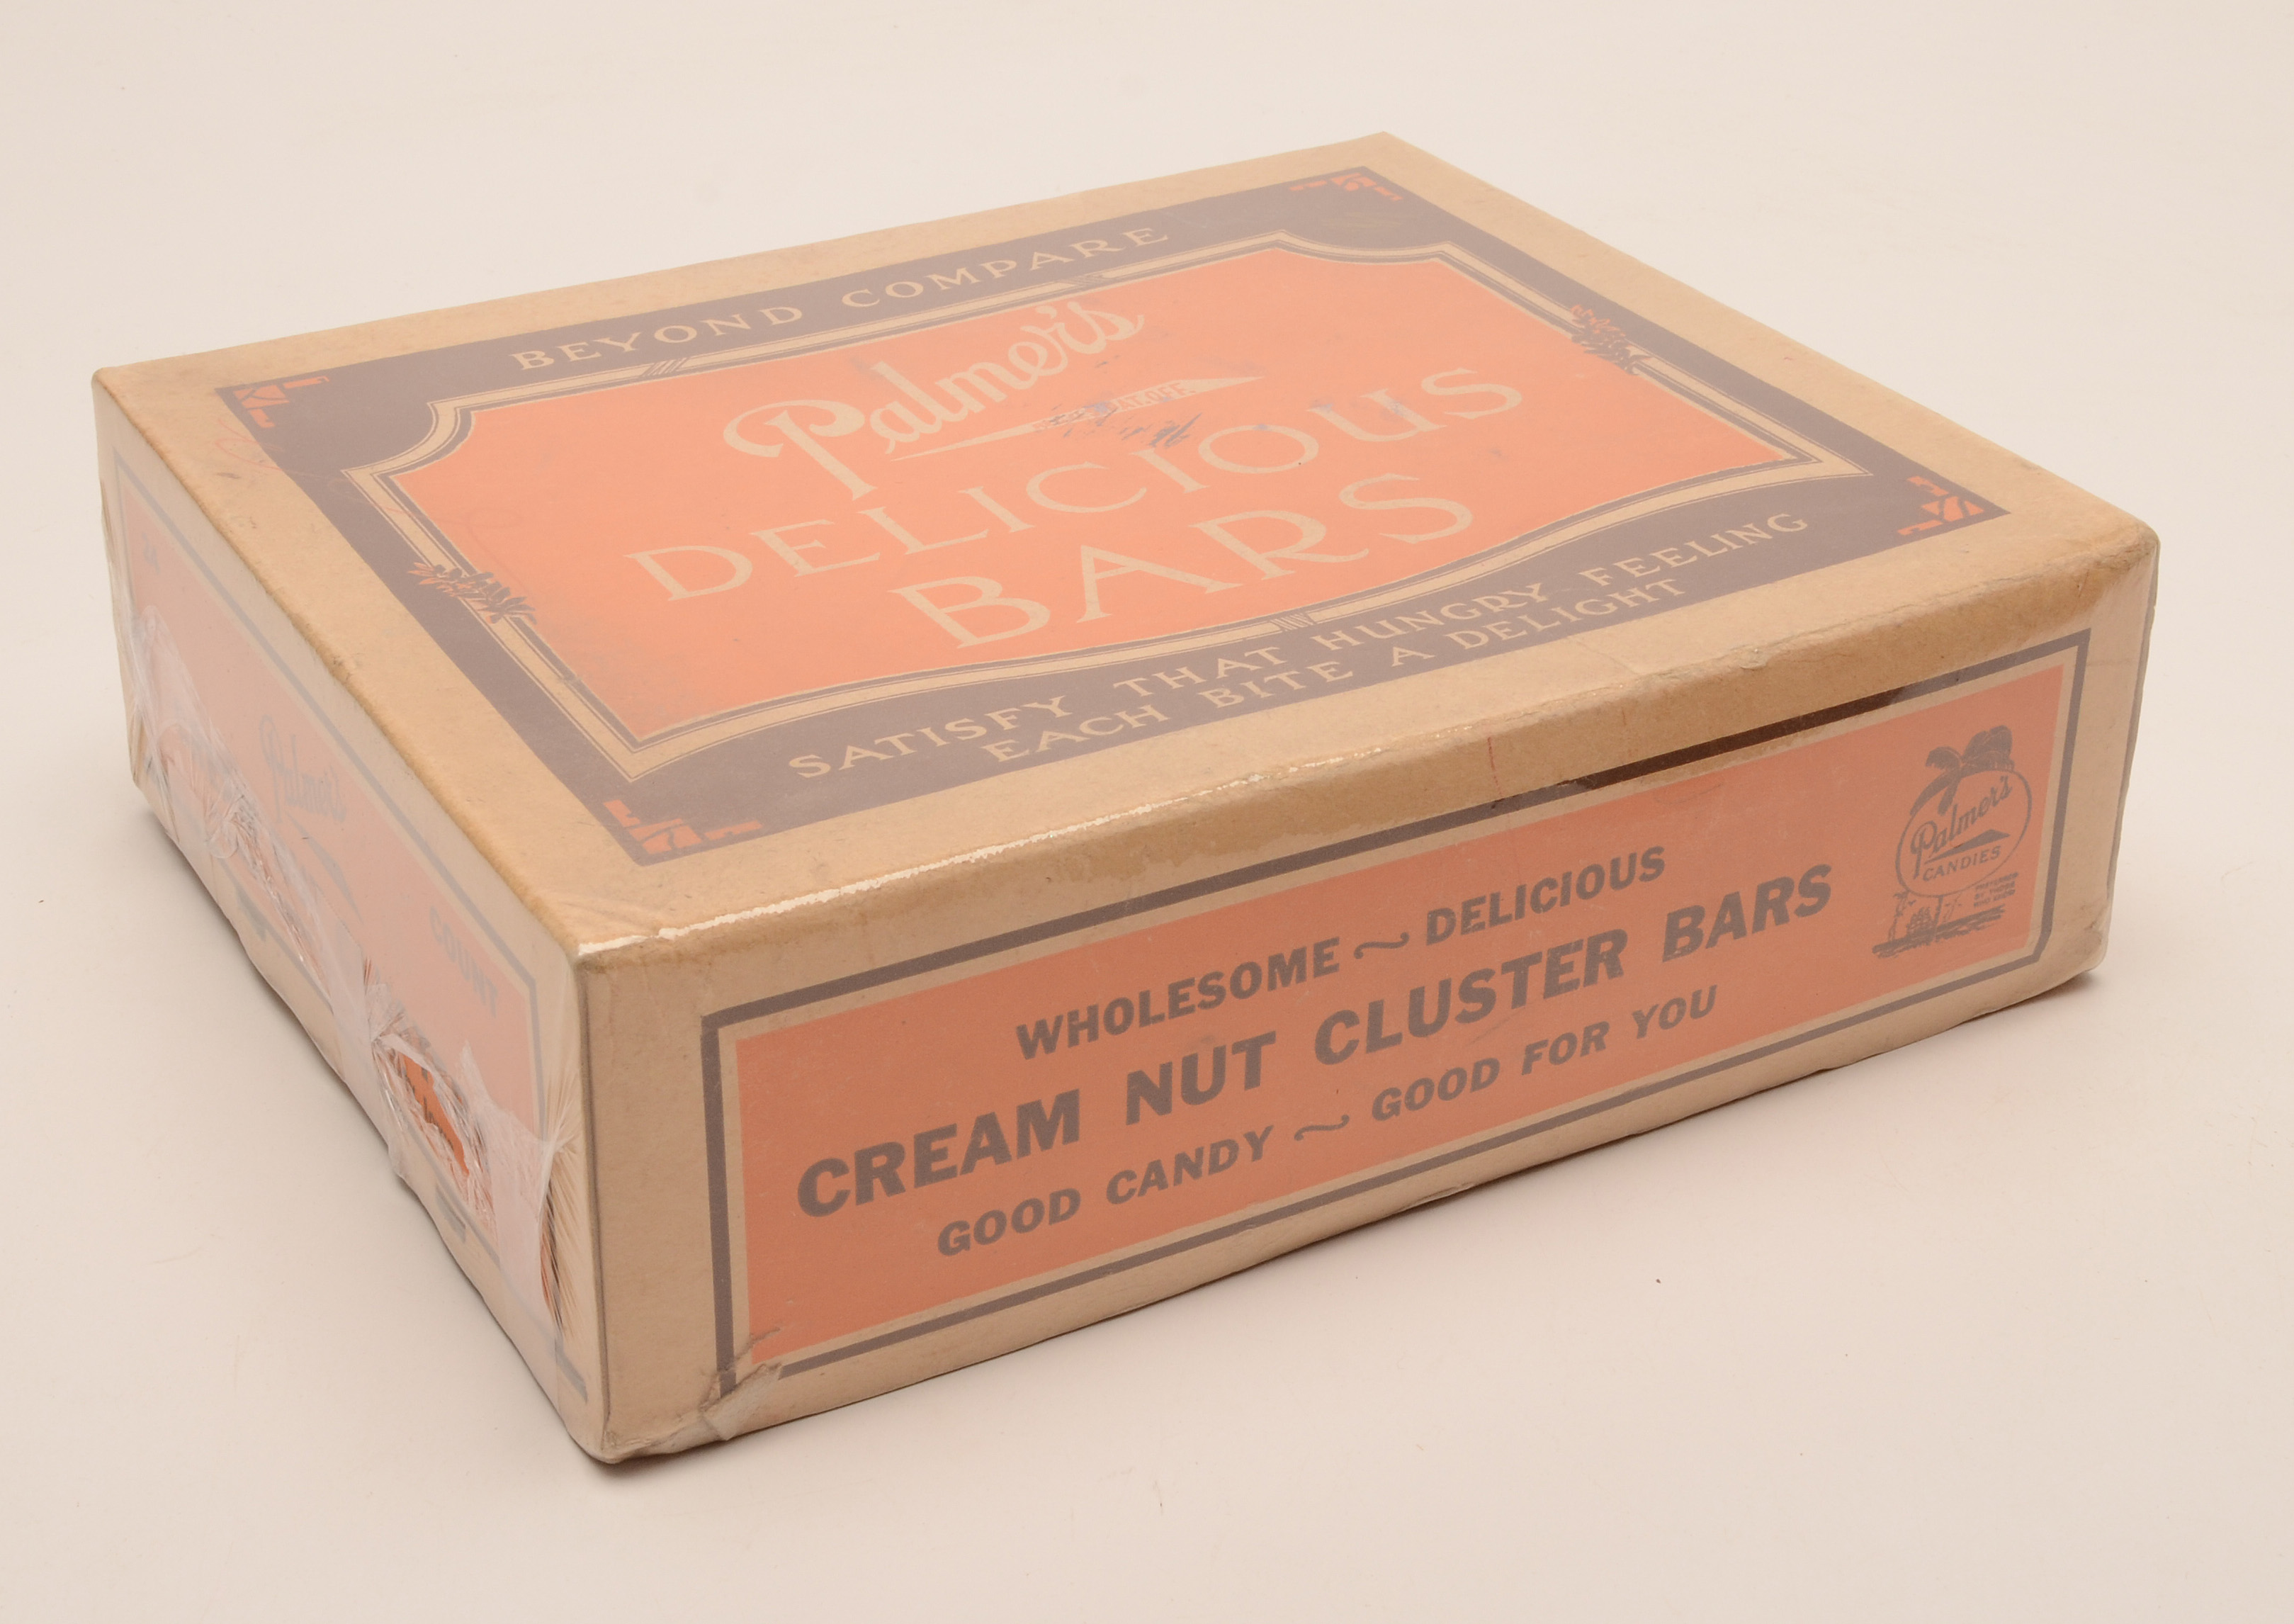 BEYOND COMPARE
Palmer's
DELICIOUS
BARS
SATISFY THAT HUNGRY FEELING
EACH BITE A DELIGHT
24
Palmer's
COUNT
WHOLESOME ~ DELICIOUS
CREAM NUT CLUSTER BARS
GOOD CANDY ~ GOOD FOR YOU
Palmer's
CANDIES